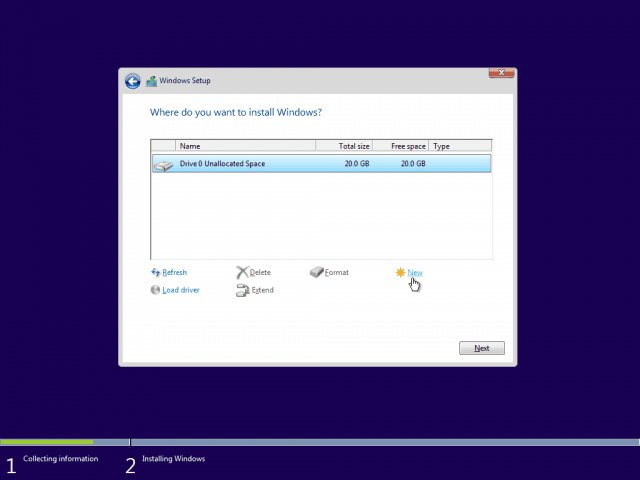 Windows Setup
Where do you want to install Windows?
Name Total size Free space Type
Drive 0 Unallocated Space 20.0 GB 20.0 GB
Refresh Delete Format New
Load driver Extend
Next
1 Collecting information 2 Installing Windows